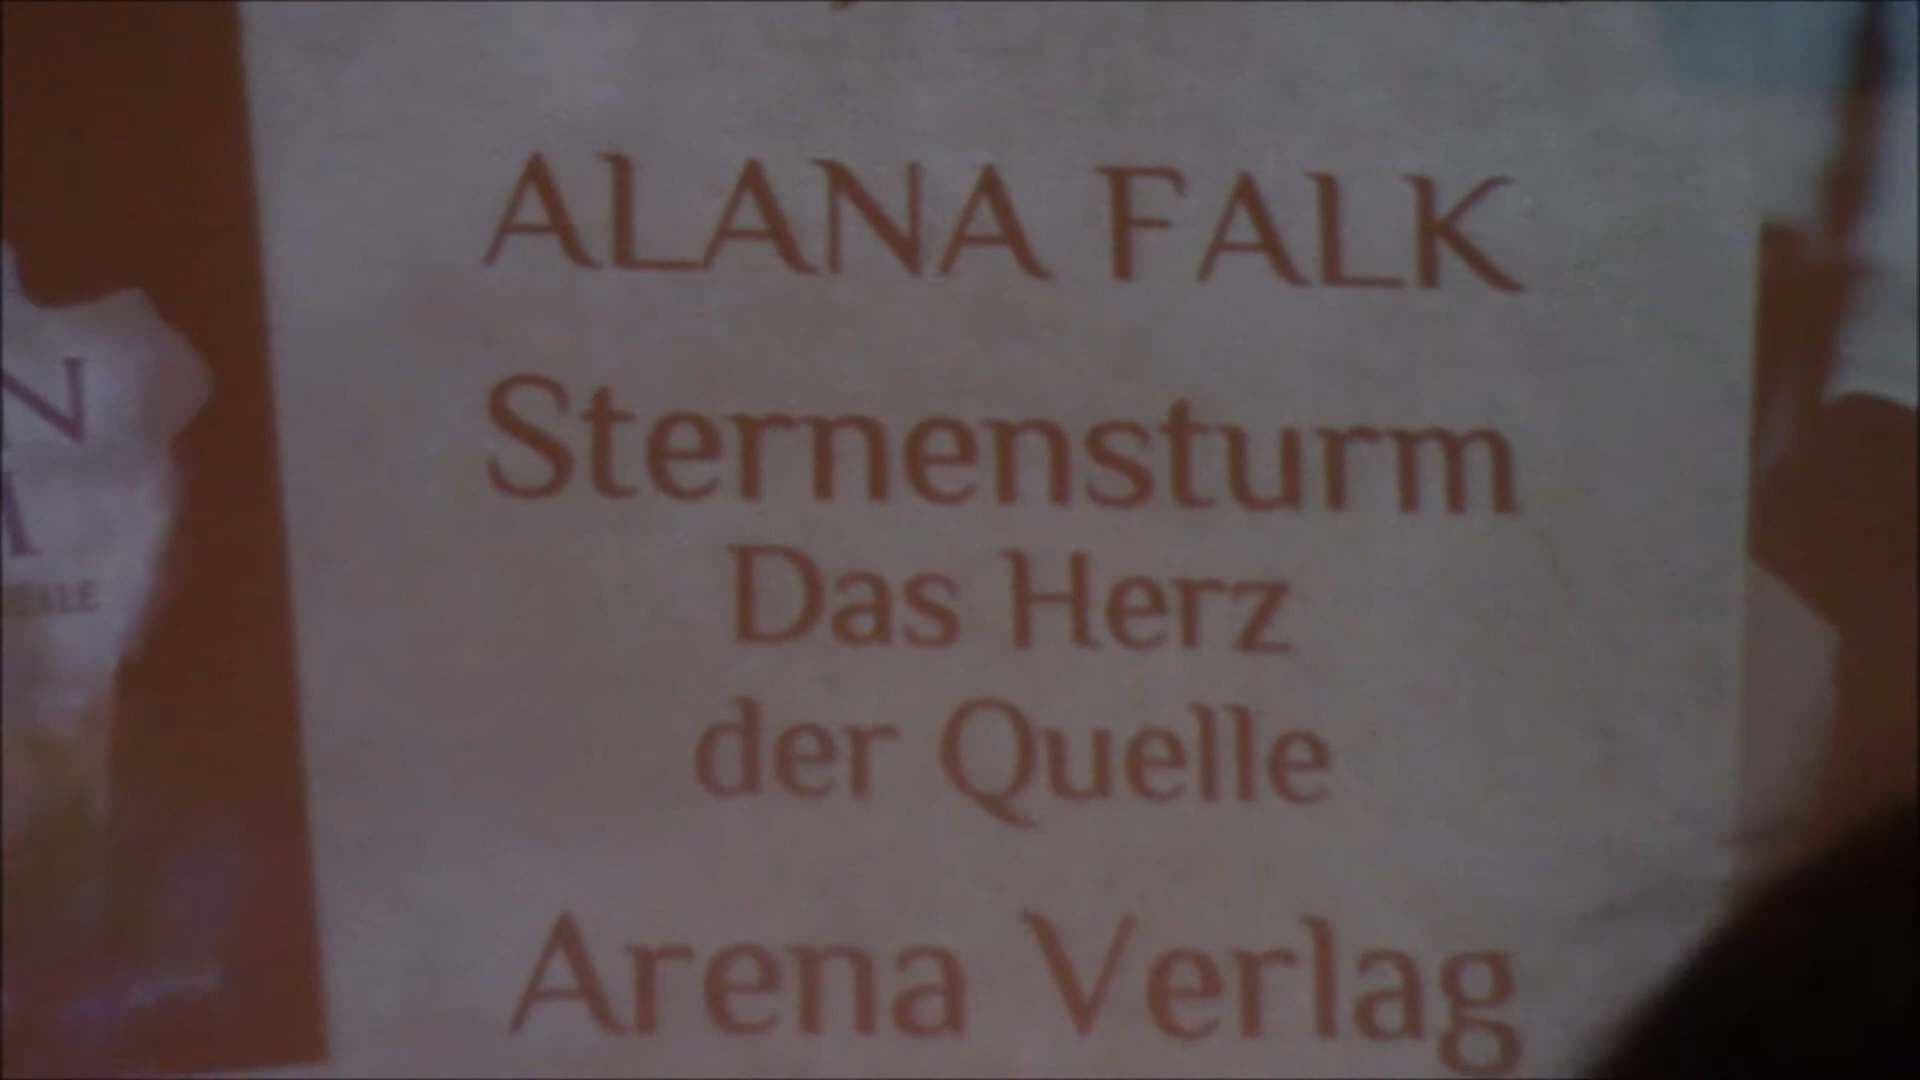 ALANA FALK
Sternensturm
Das Herz
der Quelle
Arena Verlag